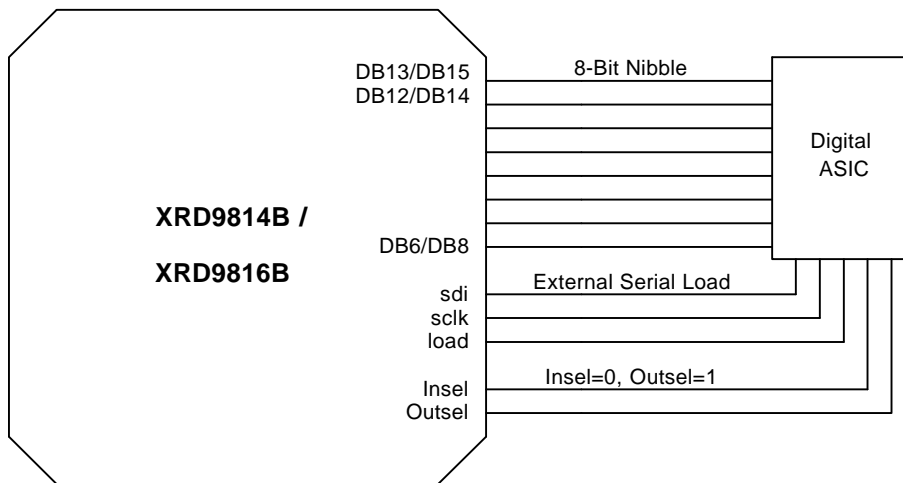 DB13/DB15
8-Bit Nibble
DB12/DB14
Digital
ASIC
XRD9814B /
XRD9816B
DB6/DB8
sdi
External Serial Load
sclk
load
Insel
Insel=0, Outsel=1
Outsel